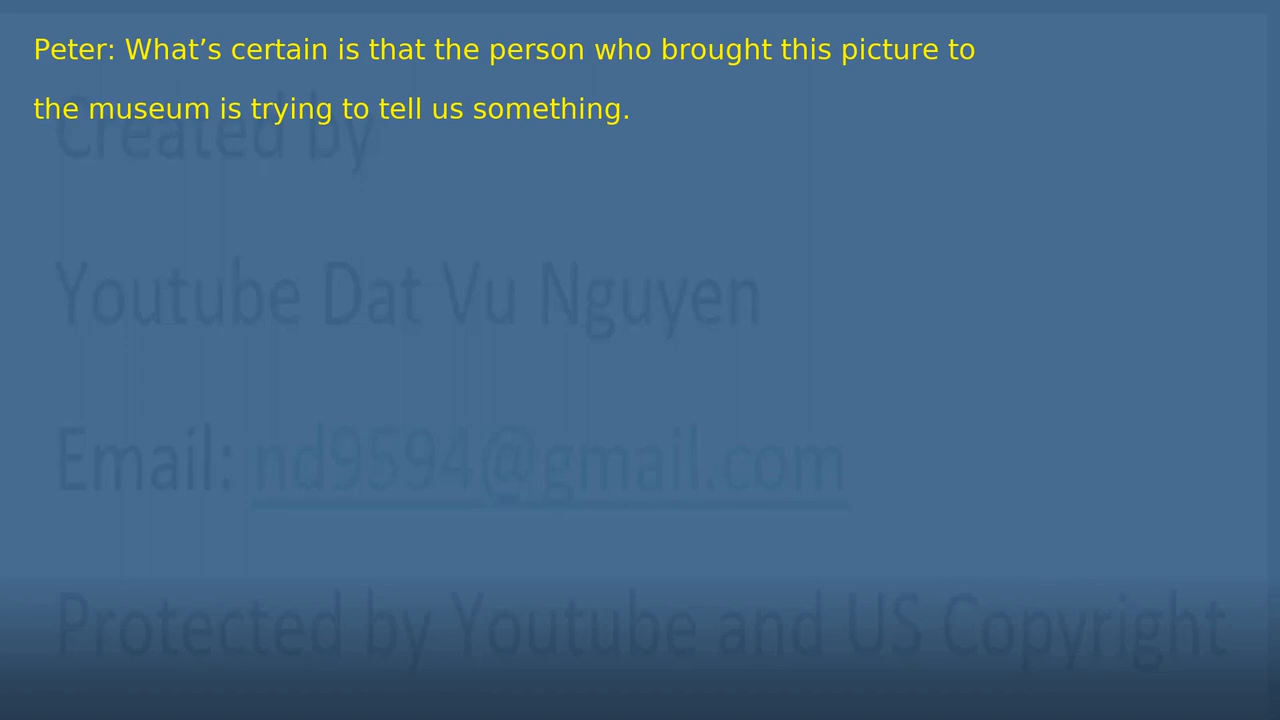 Peter: What’s certain is that the person who brought this picture to
the museum is trying to tell us something.
Created by
Youtube Dat Vu Nguyen
Email: nd9594@gmail.com
Protected by Youtube and US Copyright